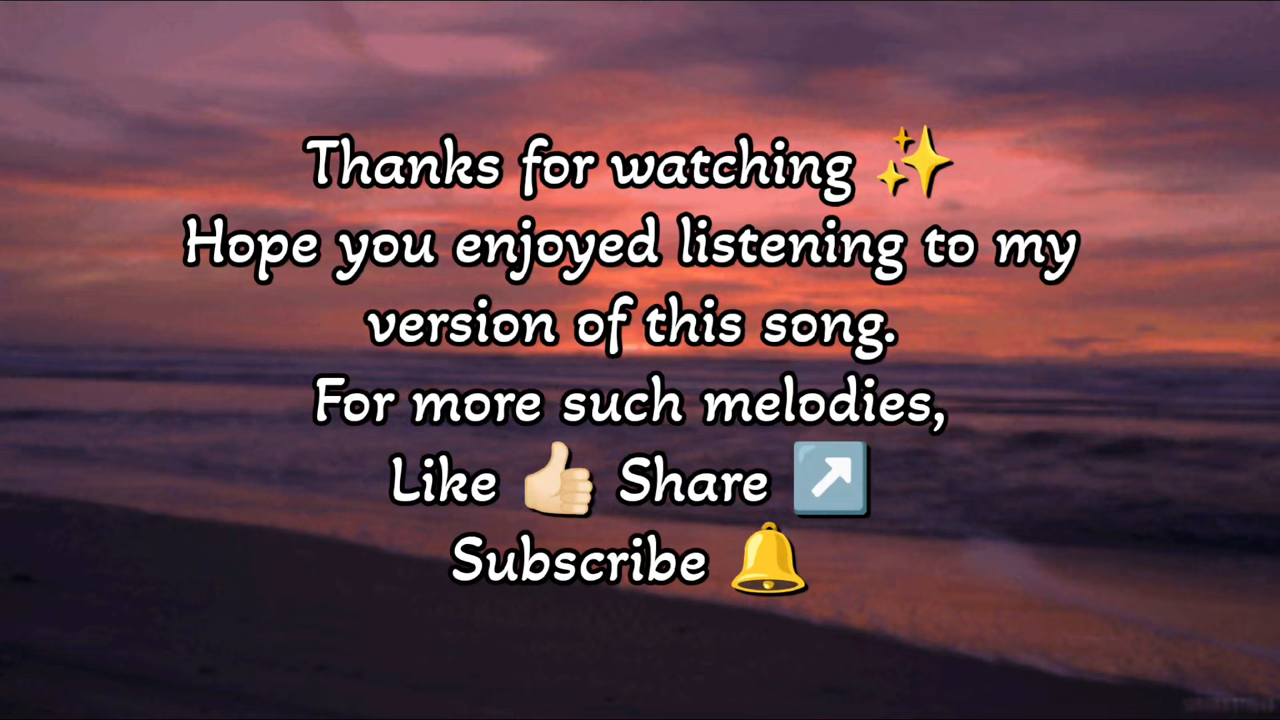 Thanks for watching ✨
Hope you enjoyed listening to my
version of this song.
For more such melodies,
Like 👍🏻 Share ↗️
Subscribe 🔔